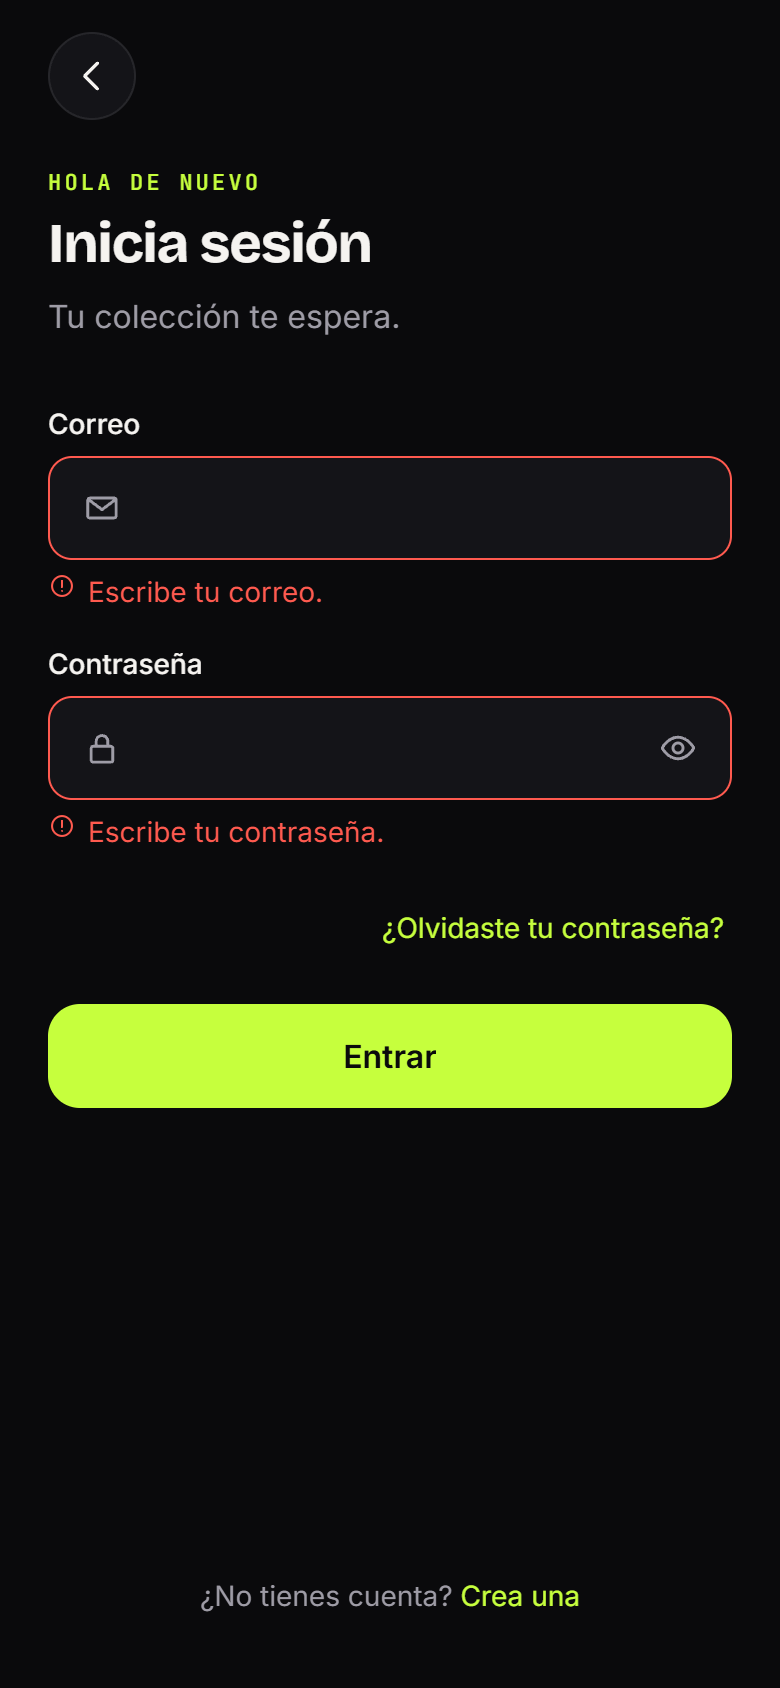 HOLA DE NUEVO
Inicia sesión
Tu colección te espera.
Correo
Escribe tu correo.
Contraseña
Escribe tu contraseña.
¿Olvidaste tu contraseña?
Entrar
¿No tienes cuenta? Crea una